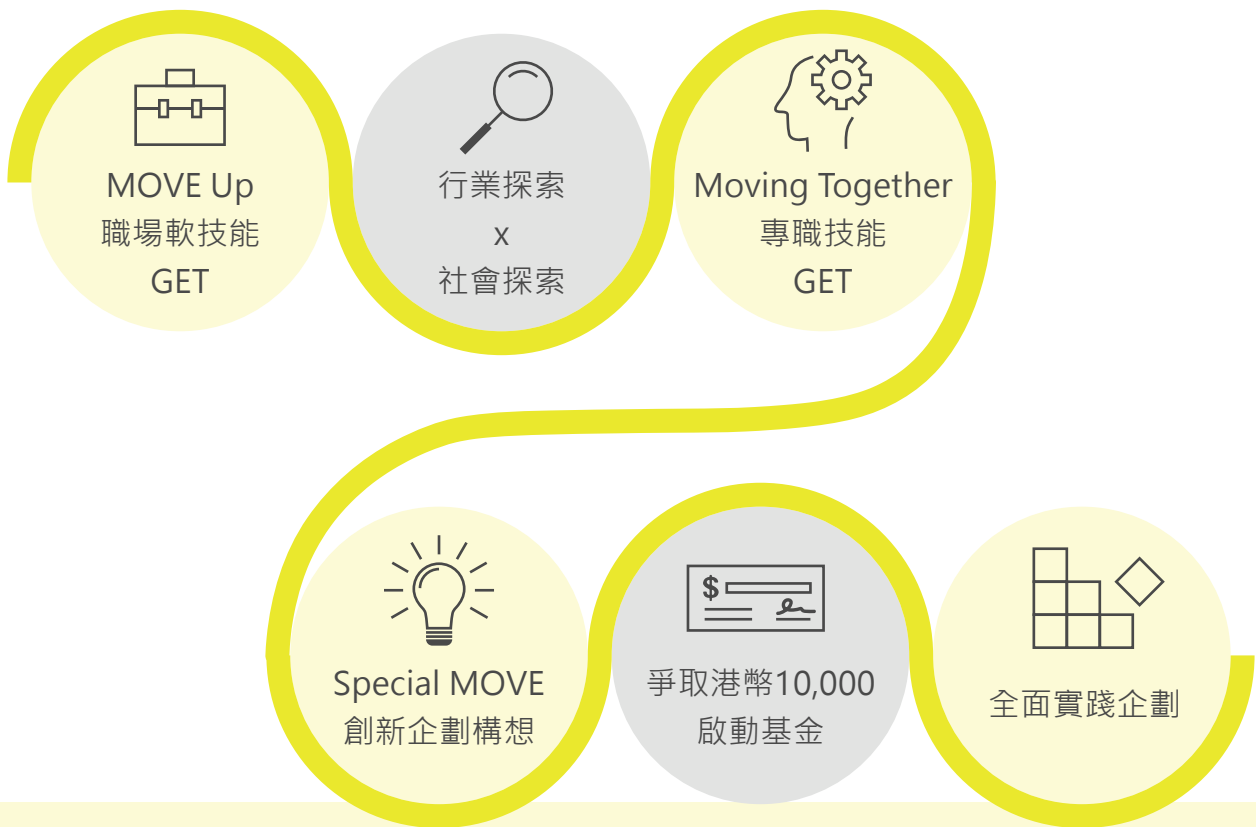 MOVE Up
職場軟技能
GET
行業探索
x
社會探索
Moving Together
專職技能
GET
$
Special MOVE
創新企劃構想
爭取港幣10,000
啟動基金
全面實踐企劃